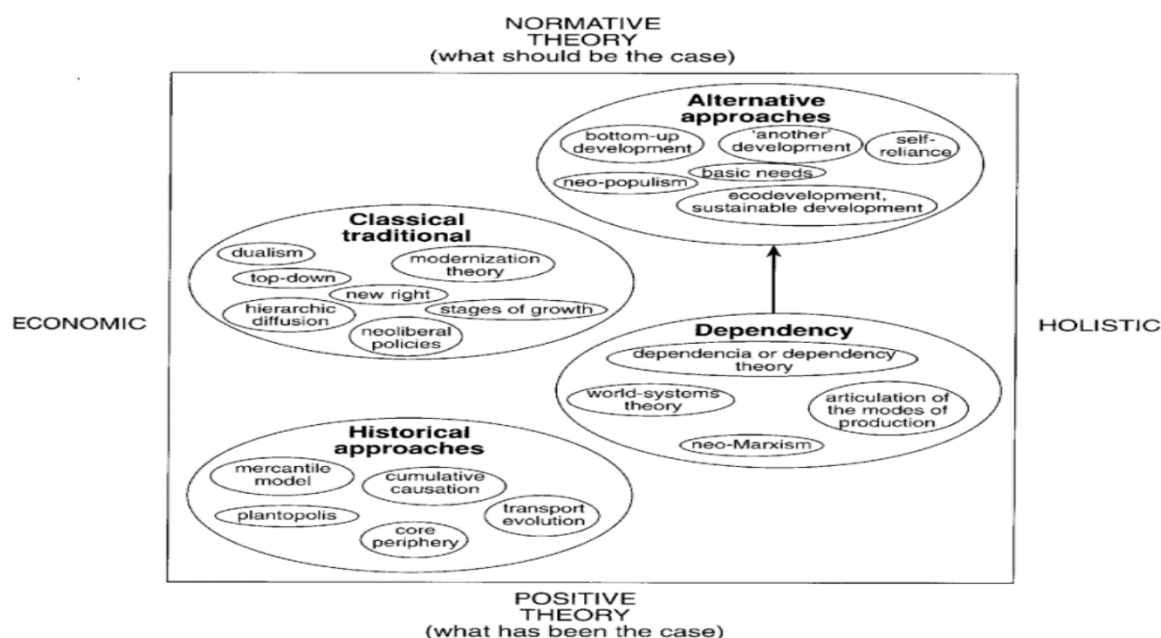 NORMATIVE
THEORY
(what should be the case)
Alternative
approaches
bottom-up
development
'another'
development
self-
reliance
basic needs
neo-populism
ecodevelopment,
sustainable development
Classical
traditional
dualism
modernization
theory
top-down
new right
hierarchic
diffusion
stages of growth
neoliberal
policies
ECONOMIC
HOLISTIC
Dependency
dependencia or dependency
theory
world-systems
theory
articulation of
the modes of
production
neo-Marxism
Historical
approaches
mercantile
model
cumulative
causation
plantopolis
transport
evolution
core
periphery
POSITIVE
THEORY
(what has been the case)